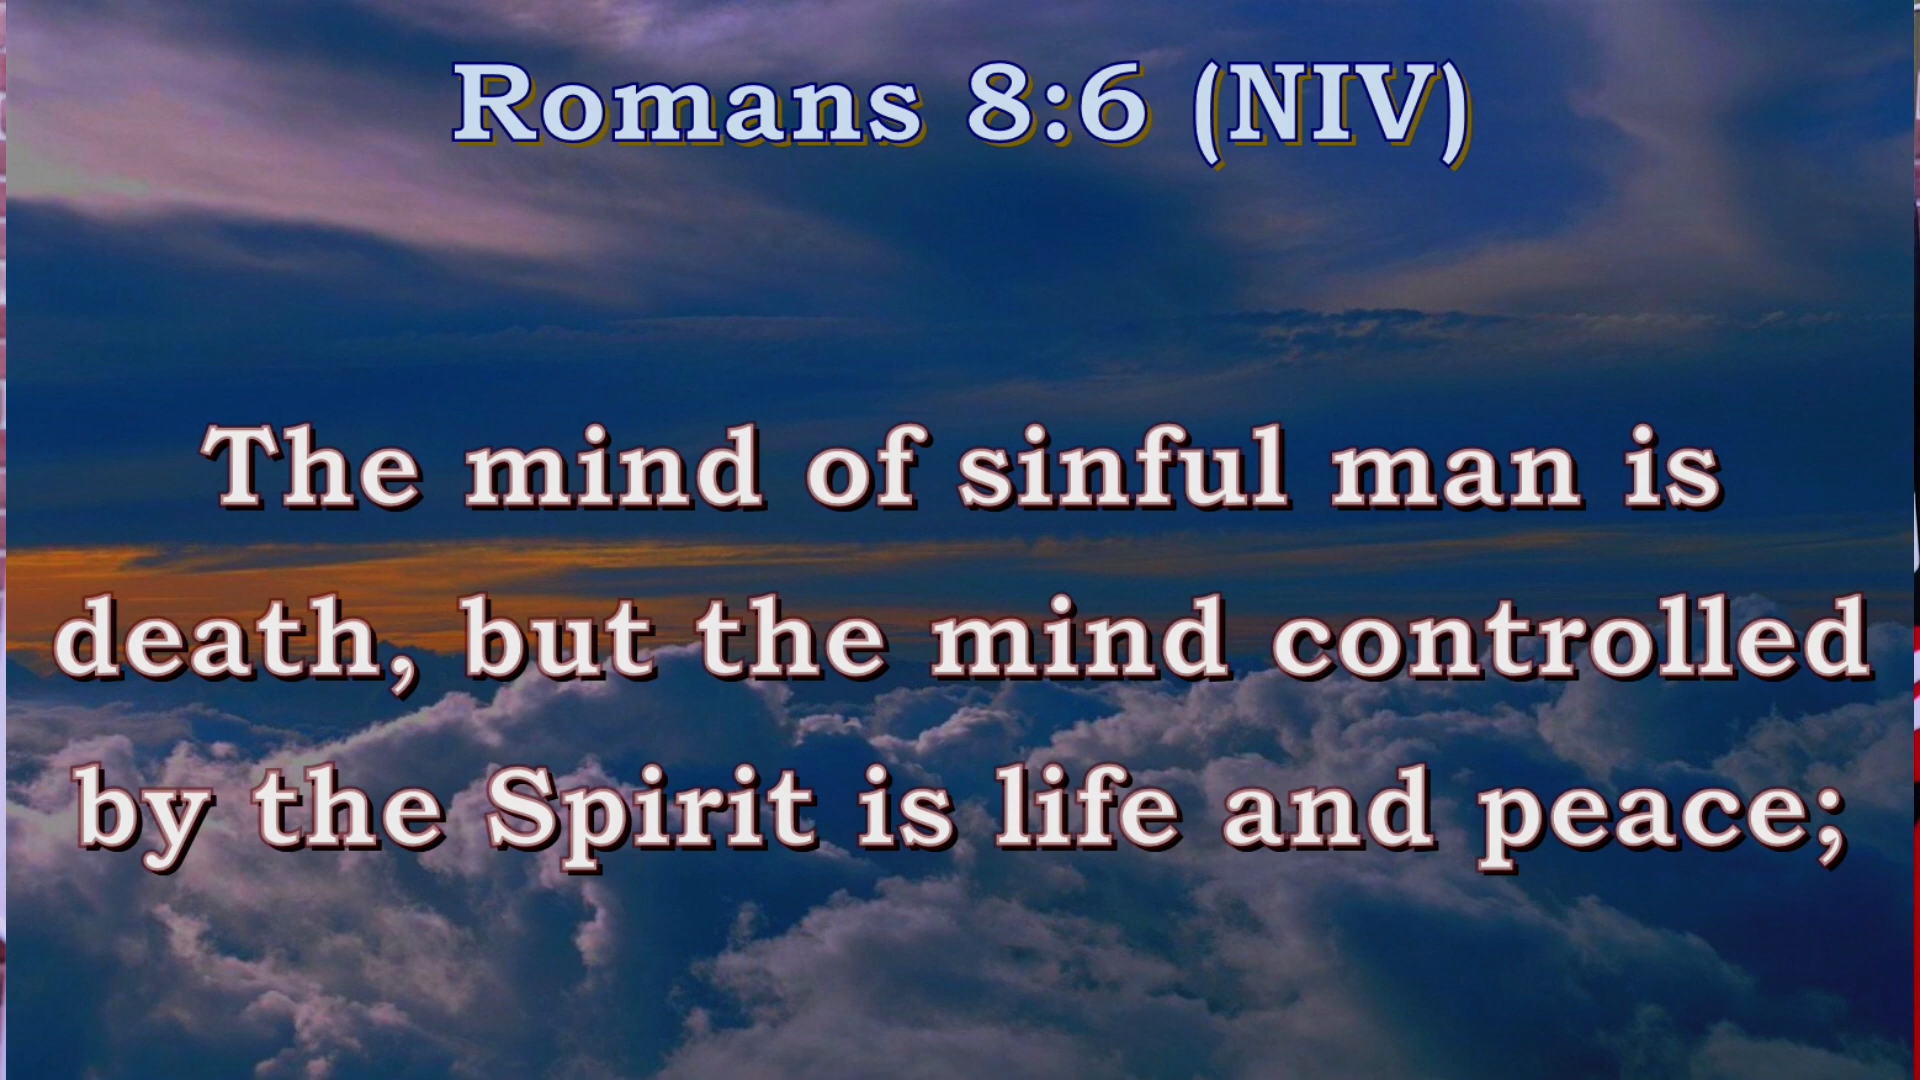 Romans 8:6 (NIV)
The mind of sinful man is
death, but the mind controlled
by the Spirit is life and peace;